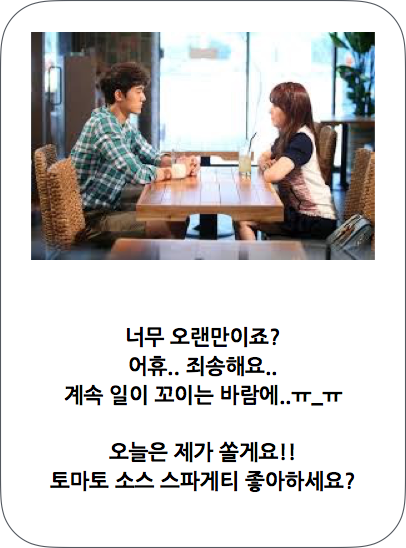 너무 오랜만이죠?
어휴.. 죄송해요..
계속 일이 꼬이는 바람에..ㅠ_ㅠ
오늘은 제가 쏠게요!!
토마토 소스 스파게티 좋아하세요?